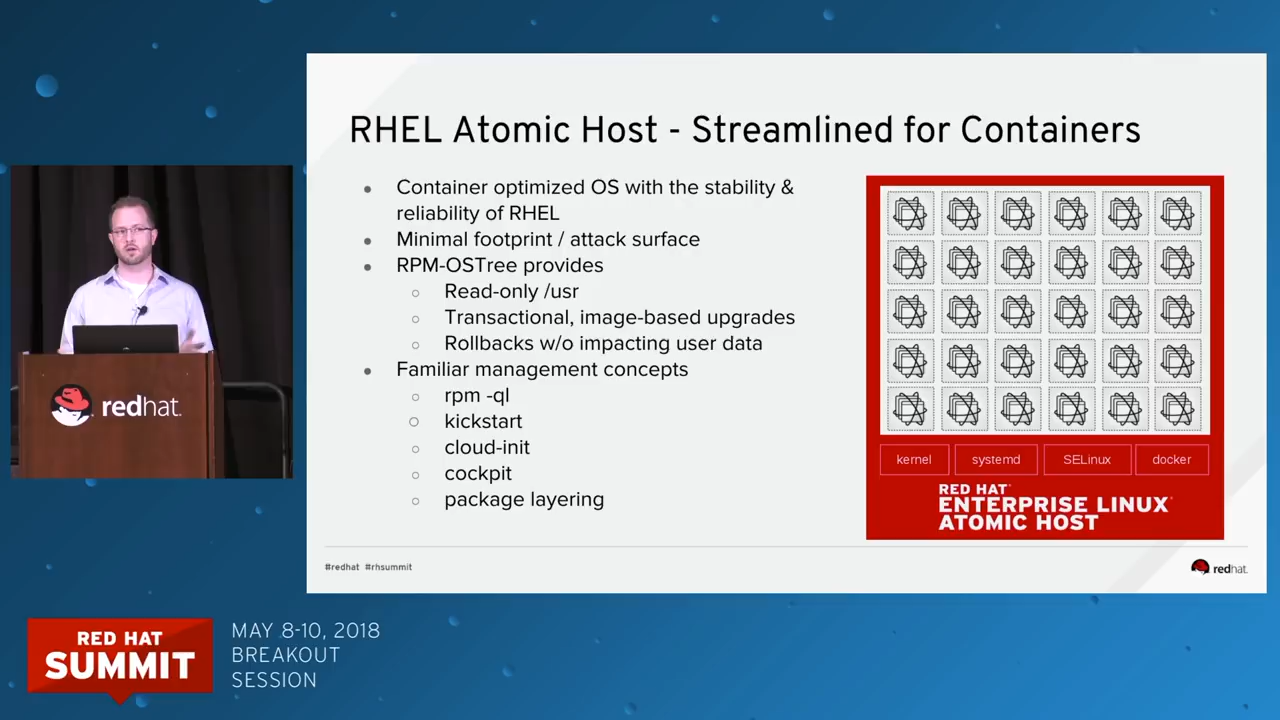 RHEL Atomic Host - Streamlined for Containers
Container optimized OS with the stability &
reliability of RHEL
Minimal footprint / attack surface
RPM-OSTree provides
Read-only /usr
Transactional, image-based upgrades
Rollbacks w/o impacting user data
Familiar management concepts
rpm -ql
kickstart
cloud-init
cockpit
package layering
kernel systemd SELinux docker
RED HAT®
ENTERPRISE LINUX®
ATOMIC HOST
#redhat #rhsummit
redhat.
redhat.
RED HAT
SUMMIT
MAY 8-10, 2018
BREAKOUT
SESSION